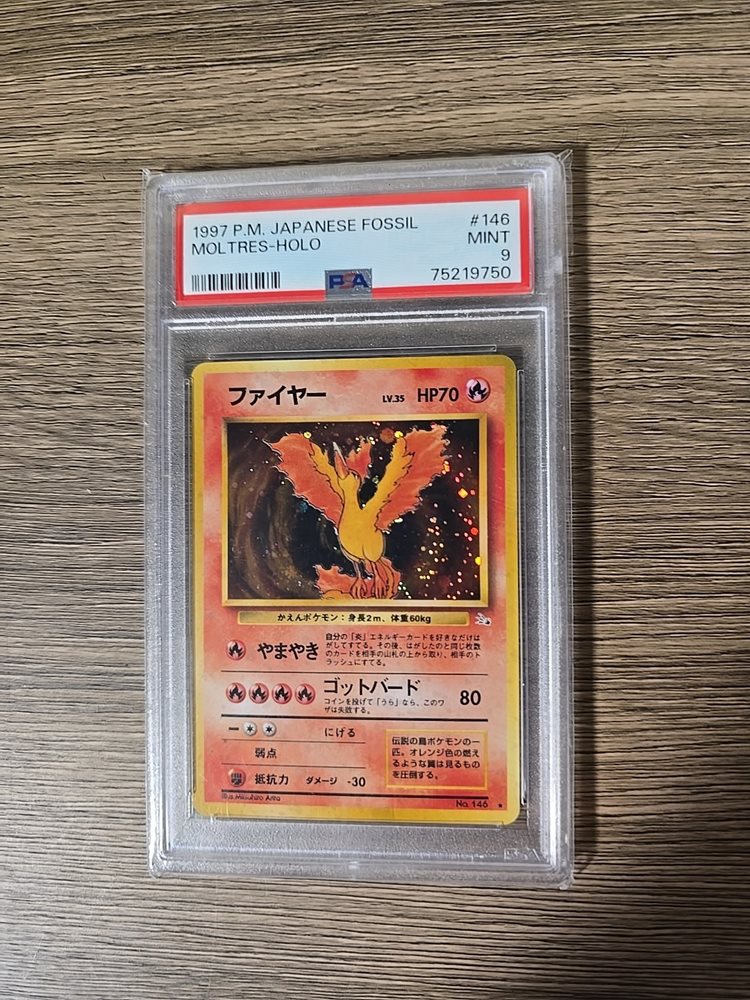 1997 P.M. JAPANESE FOSSIL #146
MOLTRES-HOLO MINT
9
PSA 75219750
ファイヤー LV.35 HP70
かえんポケモン：身長2m、体重60kg
やまやき
自分の「炎」エネルギーカードを好きなだけは
がしてすてる。その後、はがしたのと同じ枚数
のカードを相手の山札の上から取り、相手のト
ラッシュにすてる。
ゴットバード 80
コインを投げて「うら」なら、このワ
ザは失敗する。
にげる
弱点
抵抗力 ダメージ -30
伝説の鳥ポケモンの一
匹。オレンジ色の燃え
るような翼は見るもの
を圧倒する。
Mitsuhiro Arita
No. 146